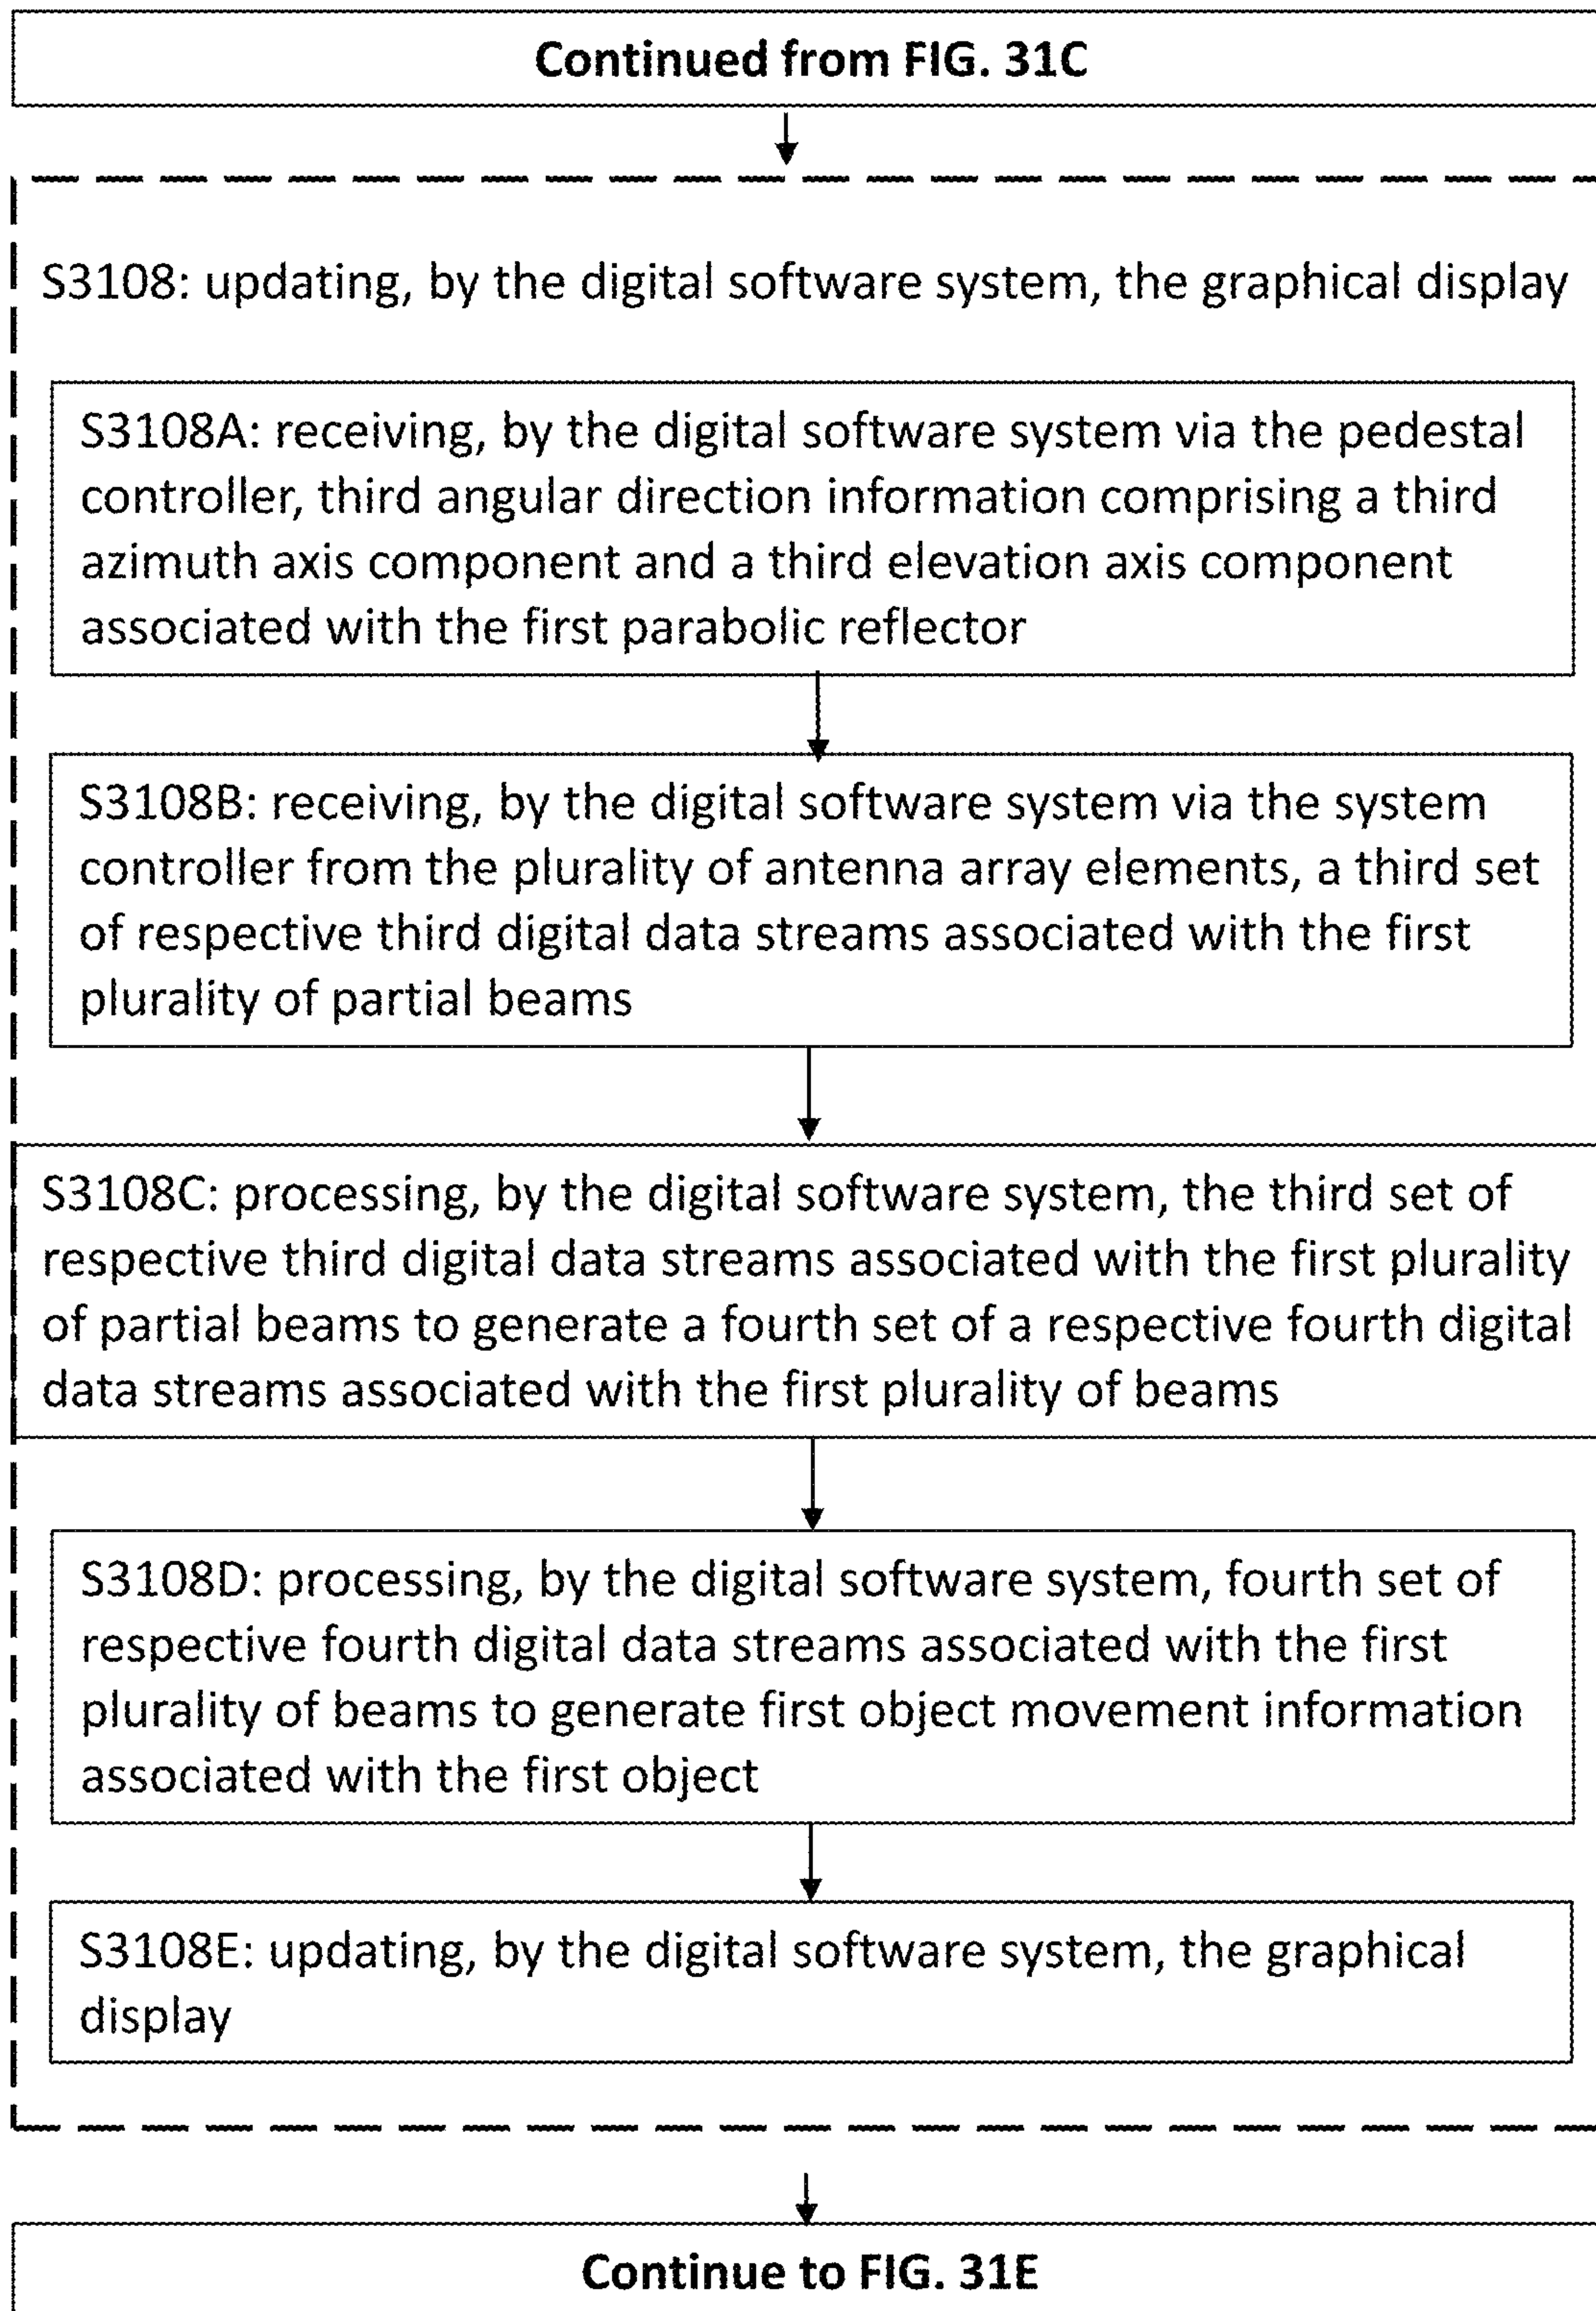 Continued from FIG. 31C
S3108: updating, by the digital software system, the graphical display
S3108A: receiving, by the digital software system via the pedestal
controller, third angular direction information comprising a third
azimuth axis component and a third elevation axis component
associated with the first parabolic reflector
S3108B: receiving, by the digital software system via the system
controller from the plurality of antenna array elements, a third set
of respective third digital data streams associated with the first
plurality of partial beams
S3108C: processing, by the digital software system, the third set of
respective third digital data streams associated with the first plurality
of partial beams to generate a fourth set of a respective fourth digital
data streams associated with the first plurality of beams
S3108D: processing, by the digital software system, fourth set of
respective fourth digital data streams associated with the first
plurality of beams to generate first object movement information
associated with the first object
S3108E: updating, by the digital software system, the graphical
display
Continue to FIG. 31E